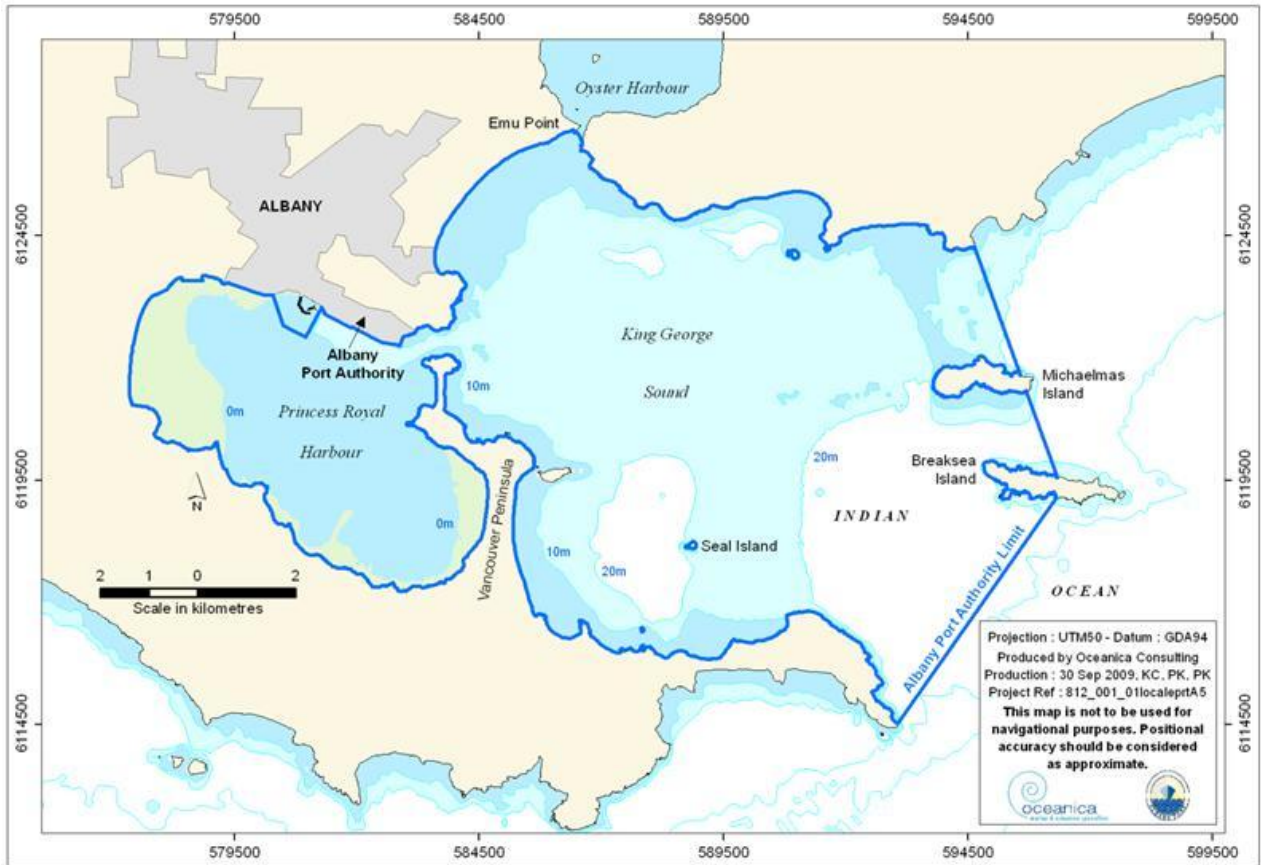 579500
584500
589500
594500
599500
Oyster Harbour
Emu Point
ALBANY
6124500
6124500
King George
Sound
Albany
Port Authority
10m
Michaelmas
Island
0m
Princess Royal
Harbour
20m
Breaksea
Island
6119500
6119500
N
Vancouver Peninsula
INDIAN
0m
10m
20m
Seal Island
OCEAN
2 1 0 2
Scale in kilometres
Albany Port Authority Limit
Projection : UTM50 - Datum : GDA94
Produced by Oceanica Consulting
Production : 30 Sep 2009, KC, PK, PK
Project Ref : 812_001_01localeprtA5
This map is not to be used for
navigational purposes. Positional
accuracy should be considered
as approximate.
6114500
6114500
oceanica
579500
584500
589500
594500
599500